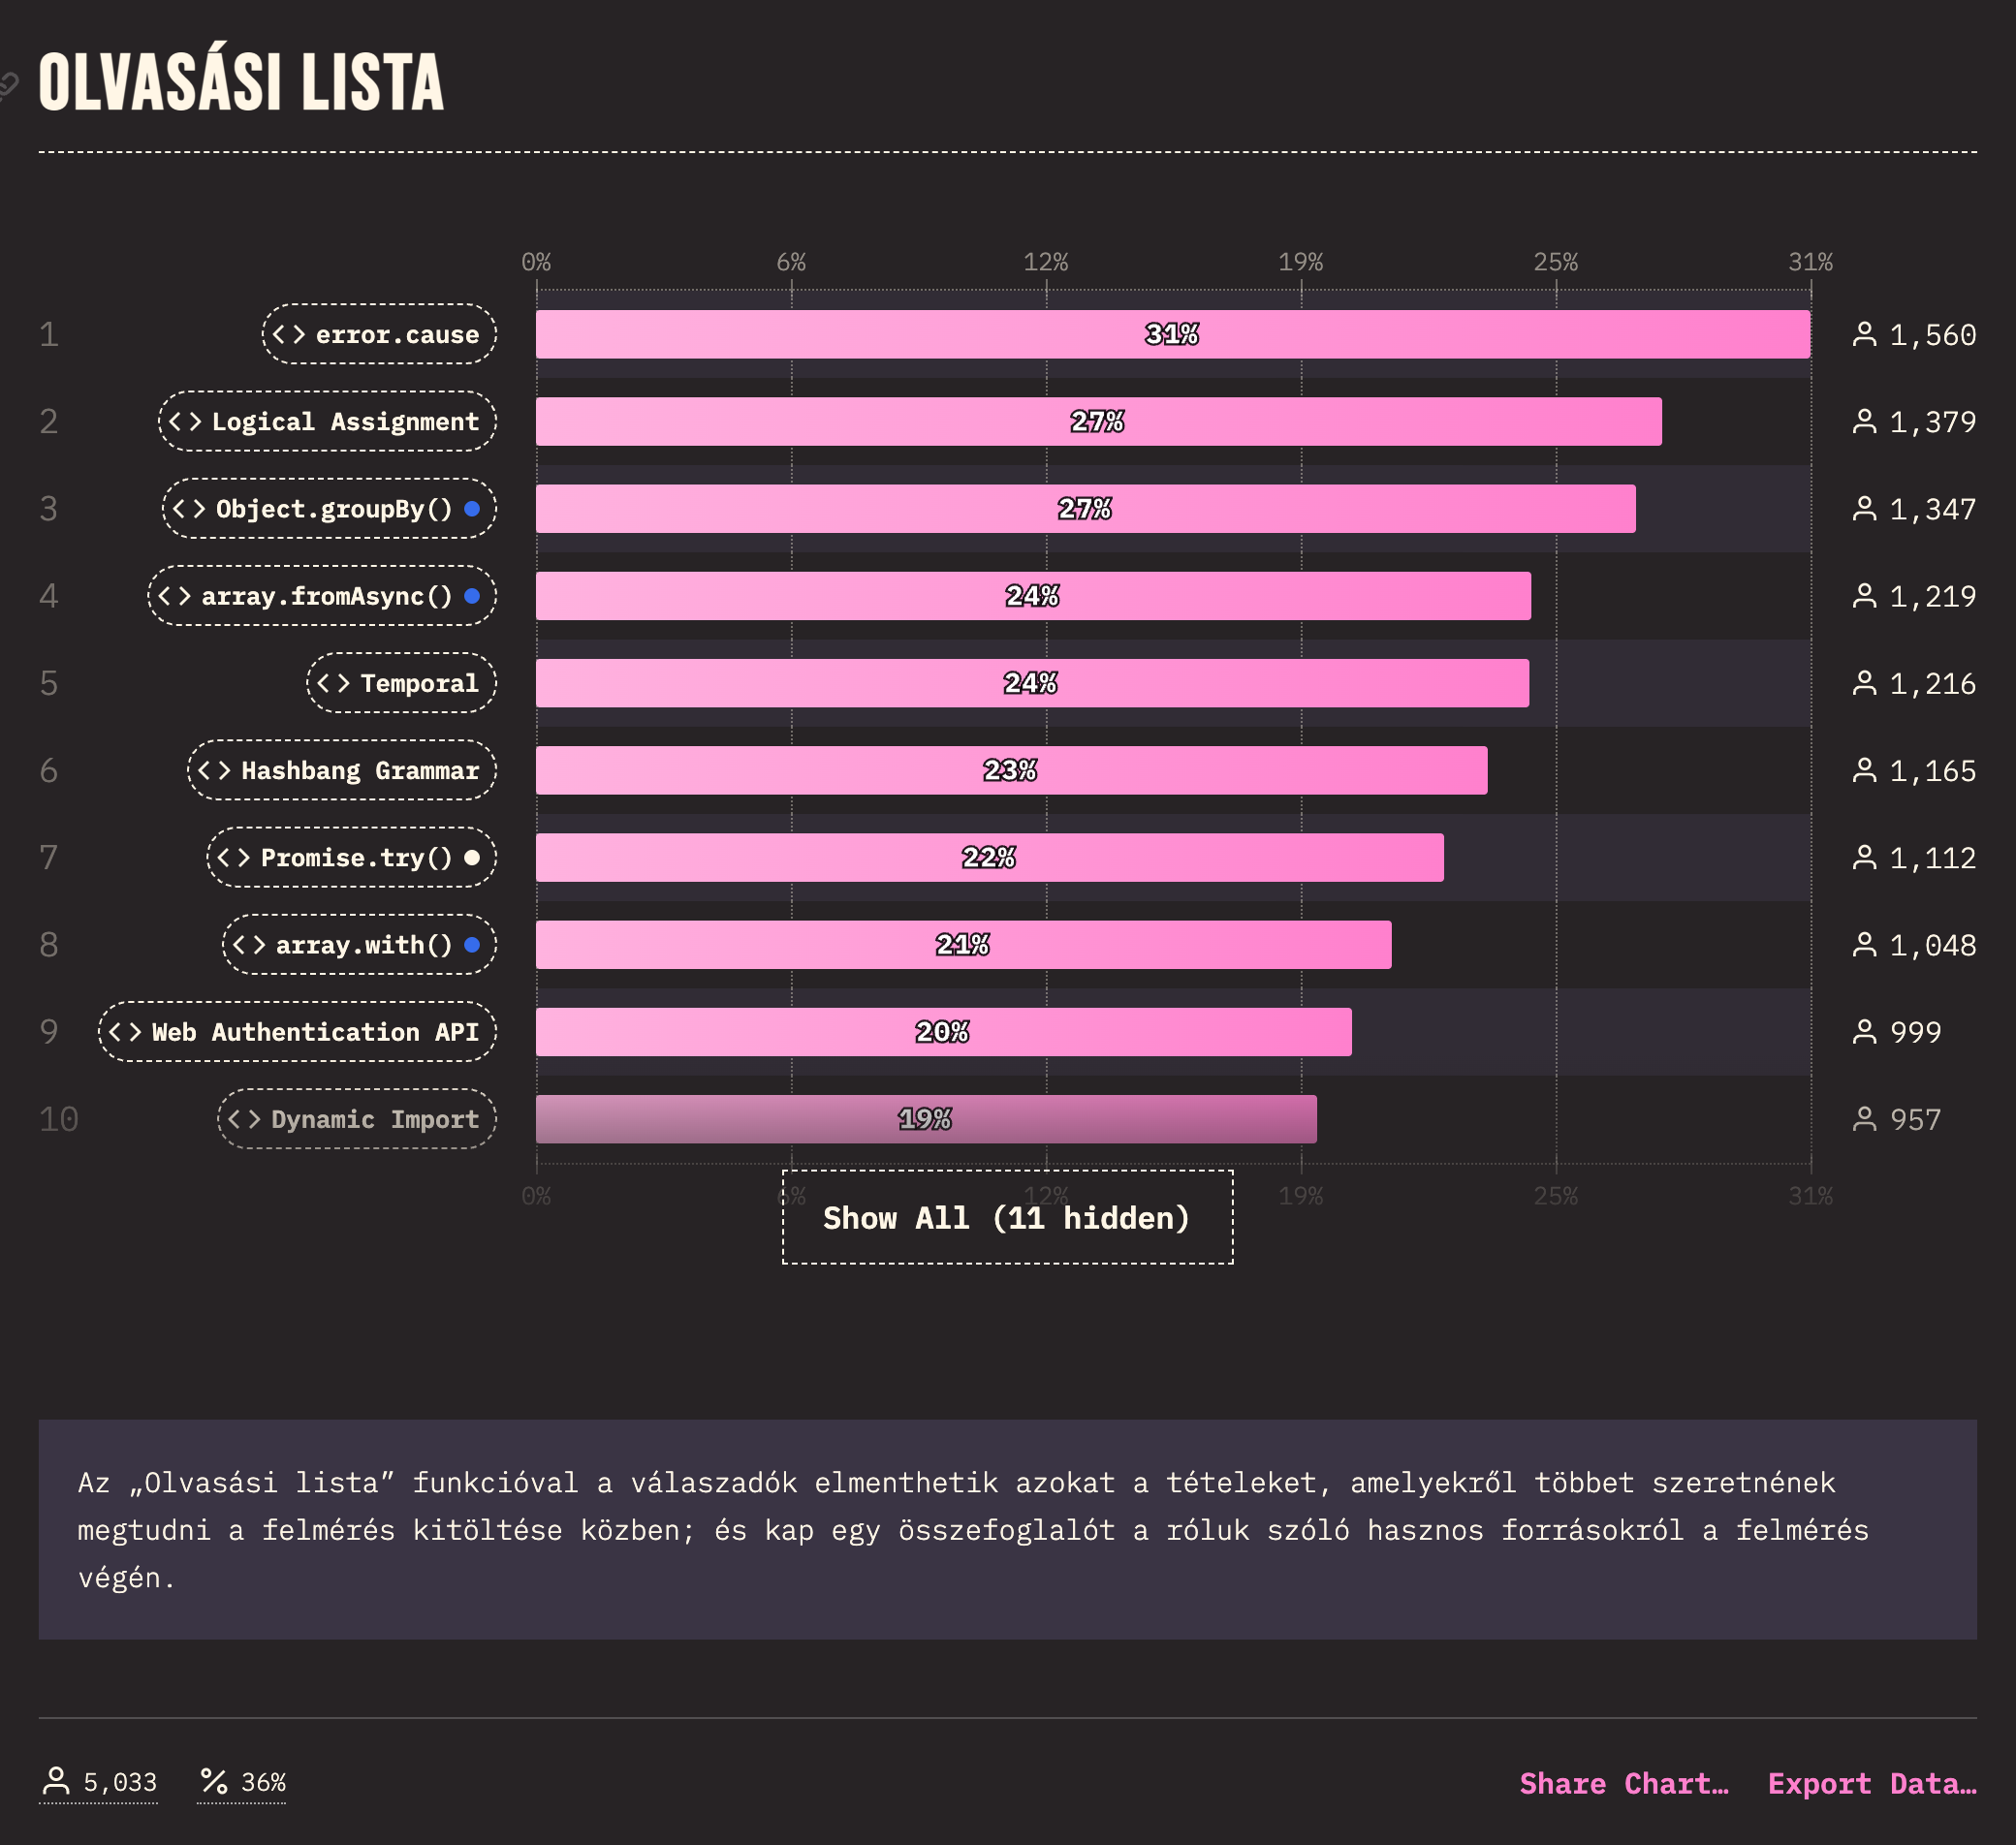 OLVASÁSI LISTA
0% 6% 12% 19% 25% 31%
1 <> error.cause 31% 1,560
2 <> Logical Assignment 27% 1,379
3 <> Object.groupBy() 27% 1,347
4 <> array.fromAsync() 24% 1,219
5 <> Temporal 24% 1,216
6 <> Hashbang Grammar 23% 1,165
7 <> Promise.try() 22% 1,112
8 <> array.with() 21% 1,048
9 <> Web Authentication API 20% 999
10 <> Dynamic Import 19% 957
0% 6% 12% 19% 25% 31%
Show All (11 hidden)
Az „Olvasási lista” funkcióval a válaszadók elmenthetik azokat a tételeket, amelyekről többet szeretnének
megtudni a felmérés kitöltése közben; és kap egy összefoglalót a róluk szóló hasznos forrásokról a felmérés
végén.
5,033 % 36% Share Chart… Export Data…